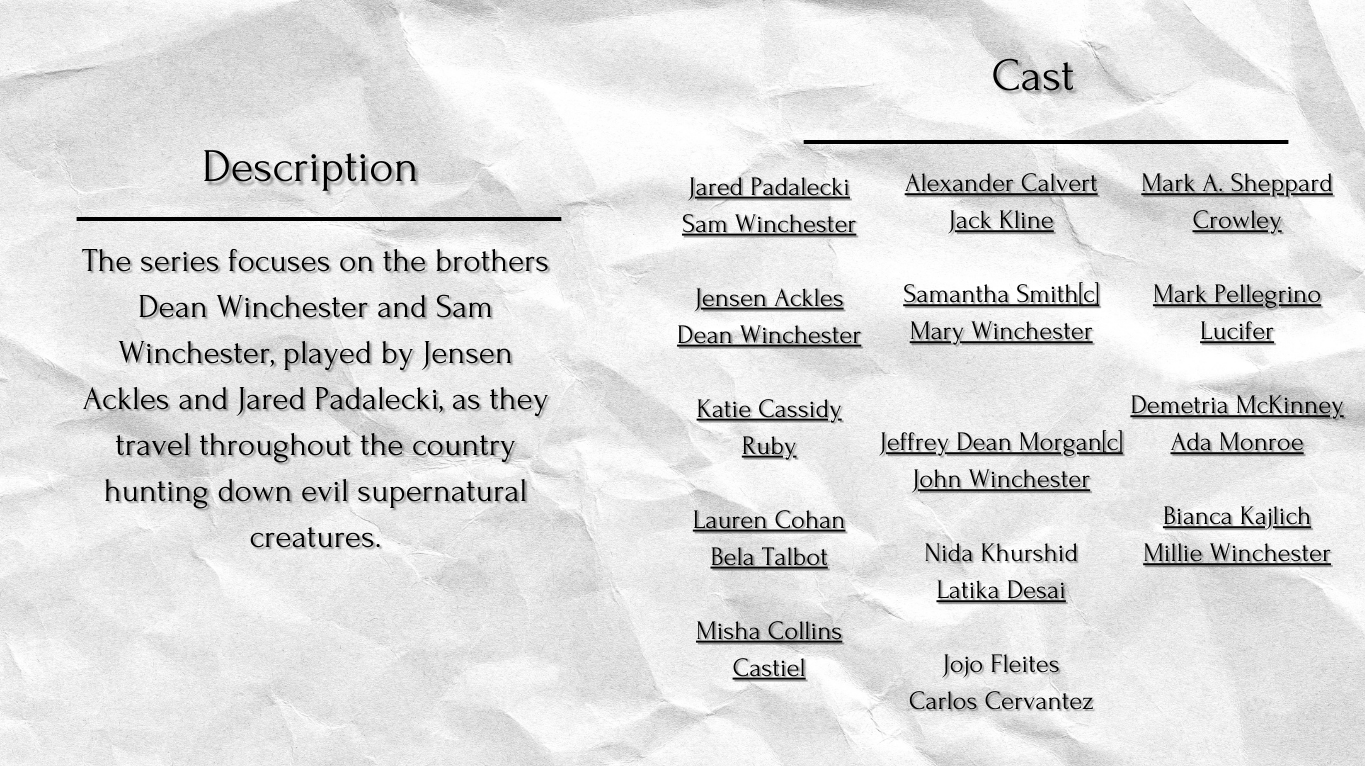 Description
The series focuses on the brothers
Dean Winchester and Sam
Winchester, played by Jensen
Ackles and Jared Padalecki, as they
travel throughout the country
hunting down evil supernatural
creatures.
Cast
Jared Padalecki
Sam Winchester
Jensen Ackles
Dean Winchester
Katie Cassidy
Ruby
Lauren Cohan
Bela Talbot
Misha Collins
Castiel
Alexander Calvert
Jack Kline
Samantha Smith[c]
Mary Winchester
Jeffrey Dean Morgan[c]
John Winchester
Nida Khurshid
Latika Desai
Jojo Fleites
Carlos Cervantez
Mark A. Sheppard
Crowley
Mark Pellegrino
Lucifer
Demetria McKinney
Ada Monroe
Bianca Kajlich
Millie Winchester